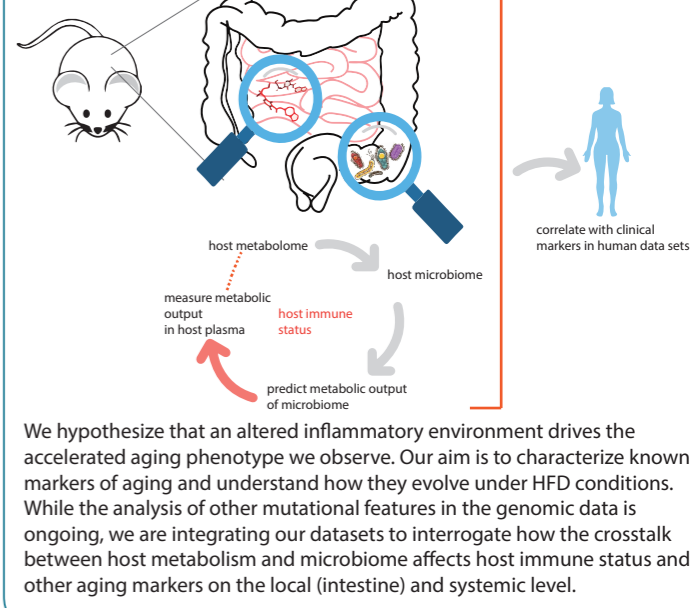 host metabolome
host microbiome
measure metabolic
output
in host plasma
host immune
status
predict metabolic output
of microbiome
correlate with clinical
markers in human data sets
We hypothesize that an altered inflammatory environment drives the
accelerated aging phenotype we observe. Our aim is to characterize known
markers of aging and understand how they evolve under HFD conditions.
While the analysis of other mutational features in the genomic data is
ongoing, we are integrating our datasets to interrogate how the crosstalk
between host metabolism and microbiome affects host immune status and
other aging markers on the local (intestine) and systemic level.